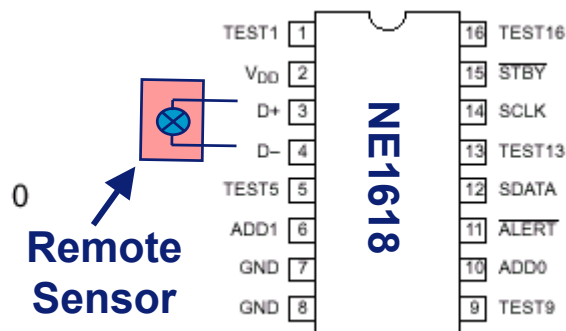 TEST1 1 16 TEST16
VDD 2 15 STBY
D+ 3 14 SCLK
D– 4 13 TEST13
0 TEST5 5 12 SDATA
ADD1 6 11 ALERT
GND 7 10 ADD0
GND 8 9 TEST9
NE1618
Remote
Sensor